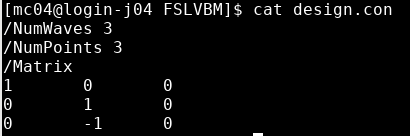 [mc04@login-j04 FSLVBM]$ cat design.con
/NumWaves 3
/NumPoints 3
/Matrix
1 0 0
0 1 0
0 -1 0